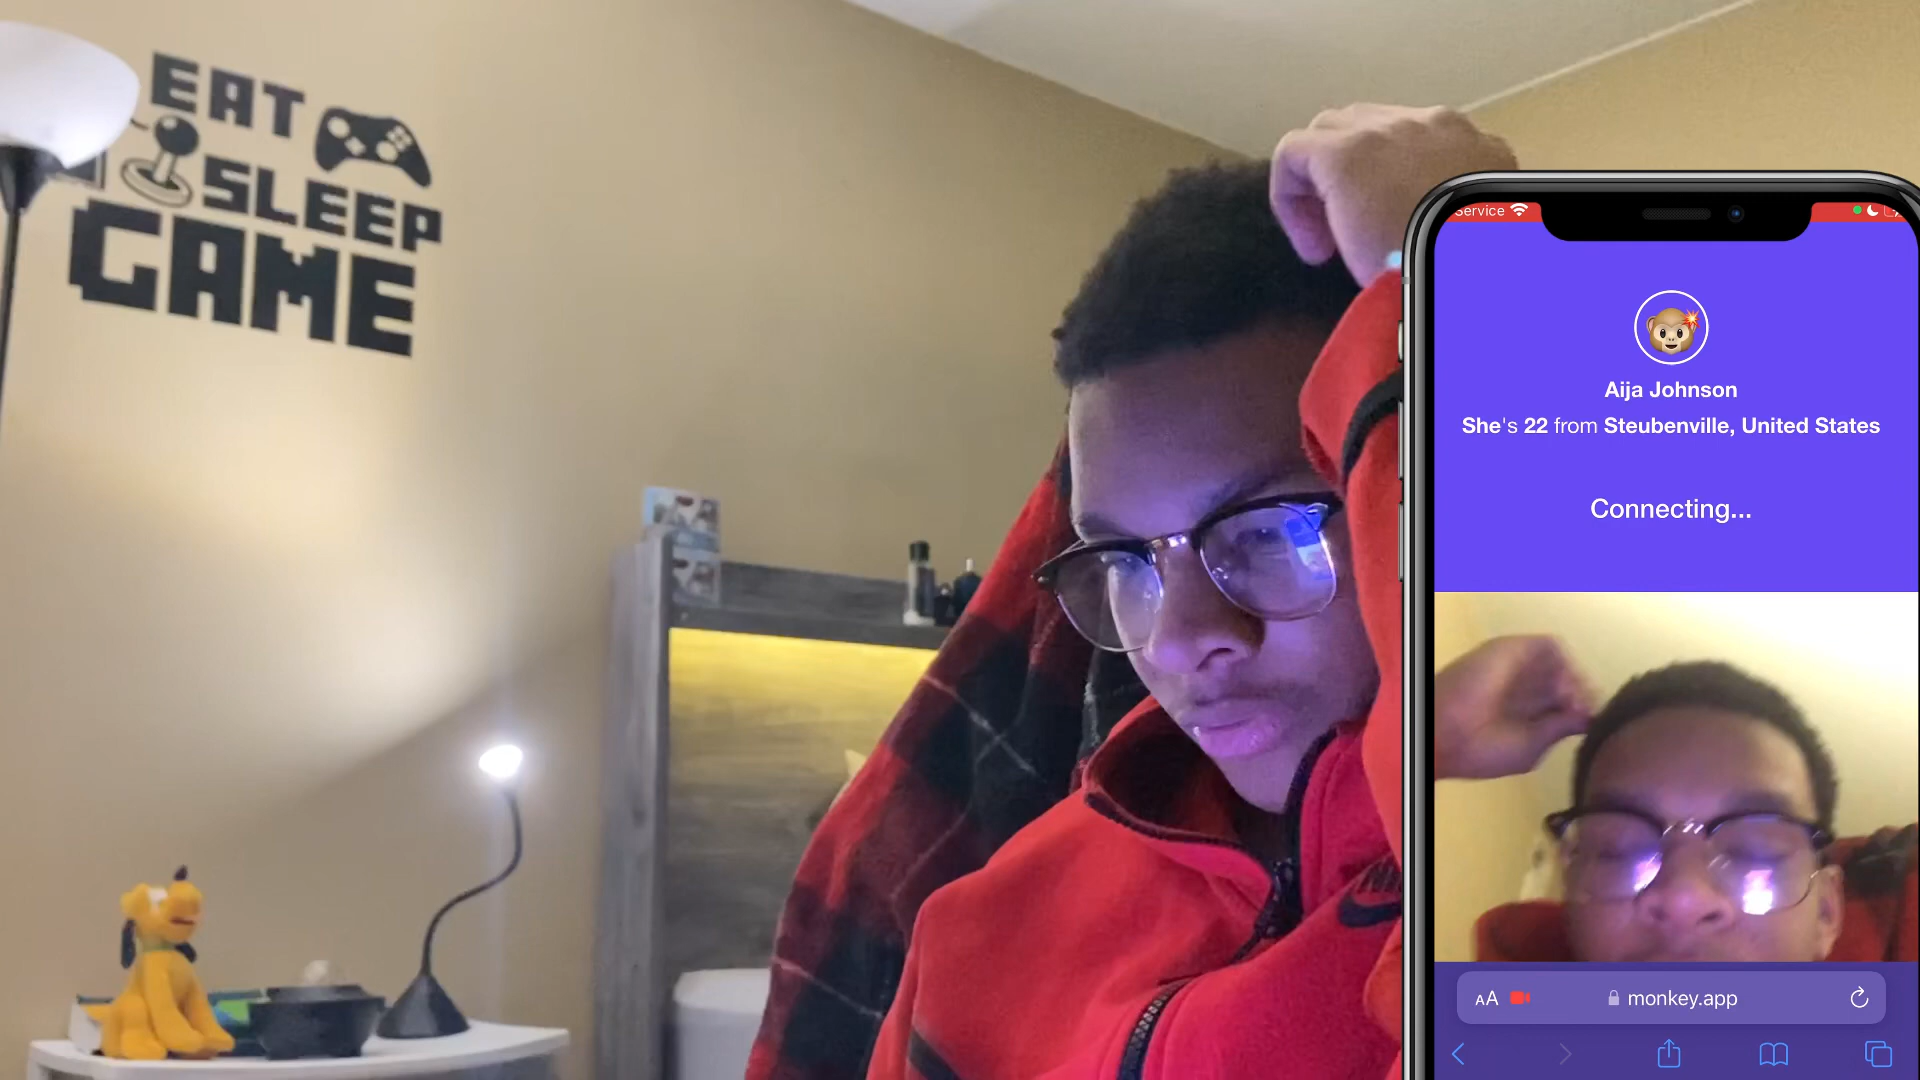 EAT
SLEEP
GAME
Service
Aija Johnson
She's 22 from Steubenville, United States
Connecting...
AA
monkey.app